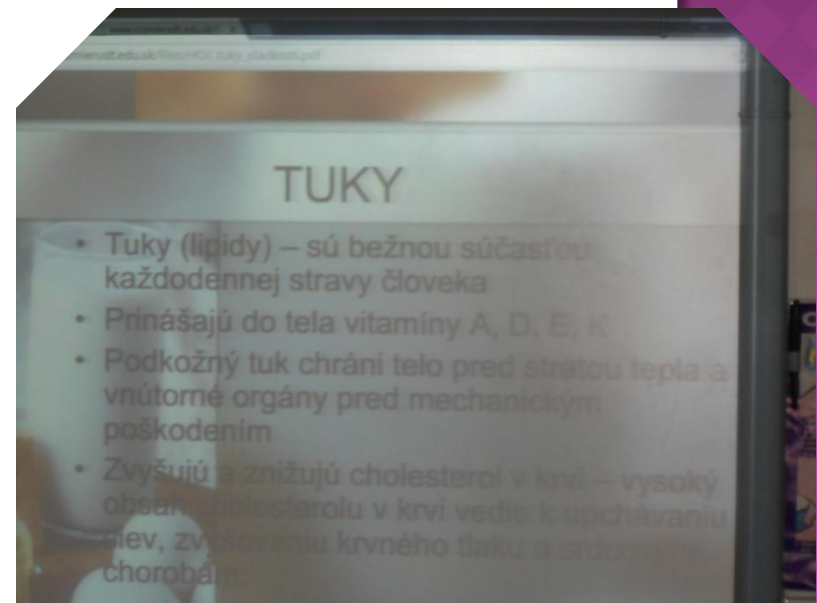 TUKY
• Tuky (lipidy) – sú bežnou súčasťou
každodennej stravy človeka
• Prinášajú do tela vitamíny A, D, E, K
• Podkožný tuk chráni telo pred stratou tepla a
vnútorné orgány pred mechanickým
poškodením
• Zvyšujú a znižujú cholesterol v krvi – vysoký
obsah cholesterolu v krvi vedie k upchávaniu
ciev, zvyšovaniu krvného tlaku a srdcovým
chorobám